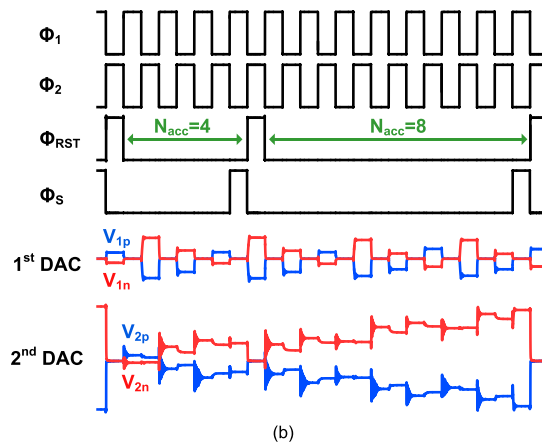 Φ1
Φ2
ΦRST
Nacc=4
Nacc=8
ΦS
V1p
1st DAC
V1n
V2p
2nd DAC
V2n
(b)